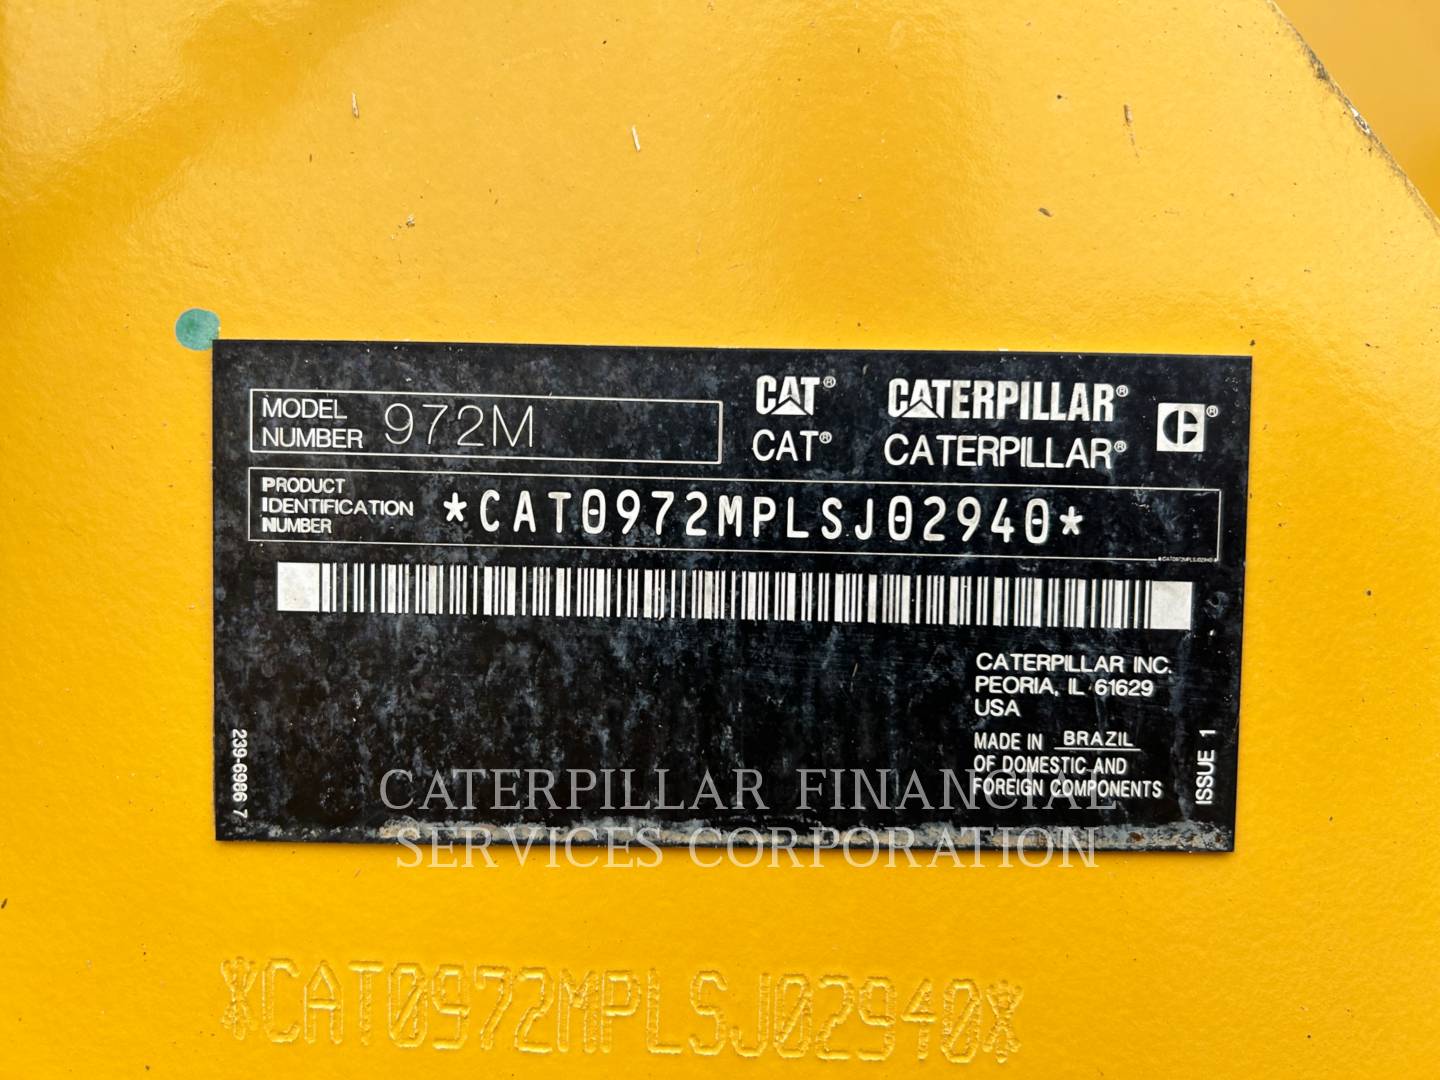 MODEL NUMBER 972M
CAT® CATERPILLAR®
CAT® CATERPILLAR®
C®
PRODUCT
IDENTIFICATION
NUMBER
*CAT0972MPLSJ02940*
*CAT0972MPLSJ02940*
CATERPILLAR INC.
PEORIA, IL 61629
USA
MADE IN BRAZIL
OF DOMESTIC AND
FOREIGN COMPONENTS
239-6986 7
ISSUE 1
CATERPILLAR FINANCIAL
SERVICES CORPORATION
*CAT0972MPLSJ02940*